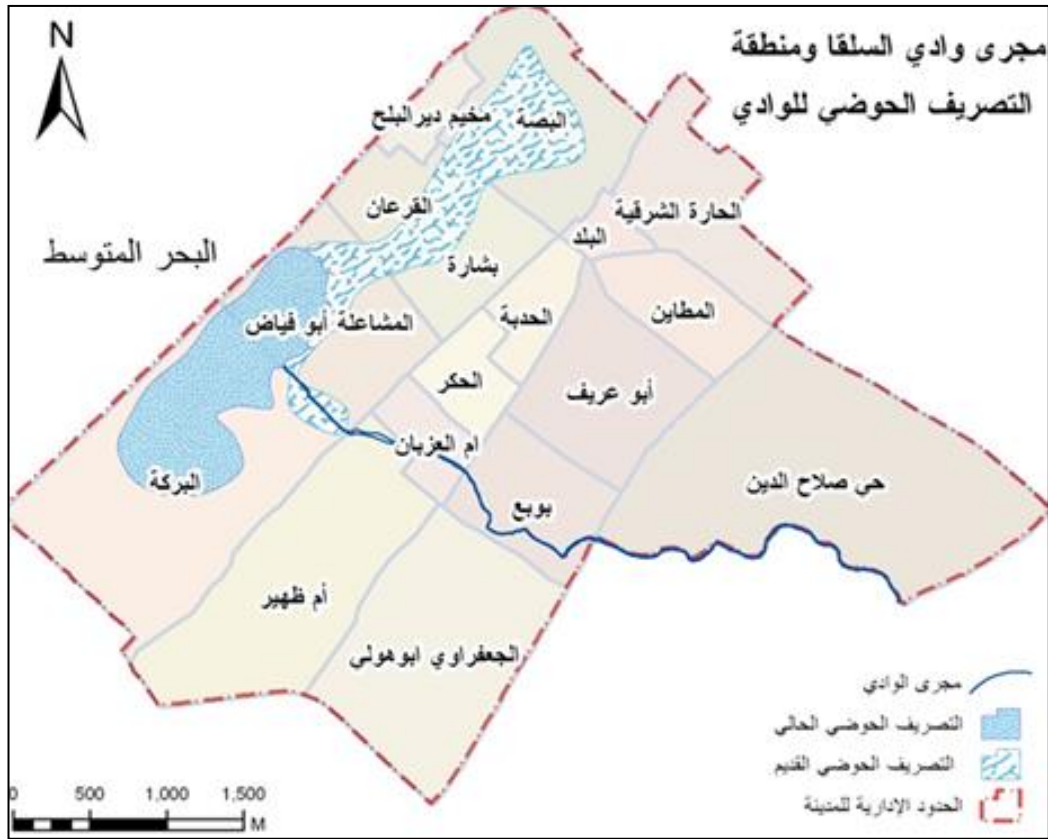 N
مجرى وادي السلقا ومنطقة
التصريف الحوضي للوادي
مخيم ديرالبلح
البصة
القرعان
الحارة الشرقية
البلد
البحر المتوسط
بشارة
المطاين
الحدبة
المشاعلة أبو فياض
الحكر
أبو عريف
ام العزبان
البركة
بوبع
حي صلاح الدين
أم ظهير
الجعفراوي ابوهولي
مجرى الوادي
التصريف الحوضي الحالي
التصريف الحوضي القديم
الحدود الإدارية للمدينة
0 500 1,000 1,500
M